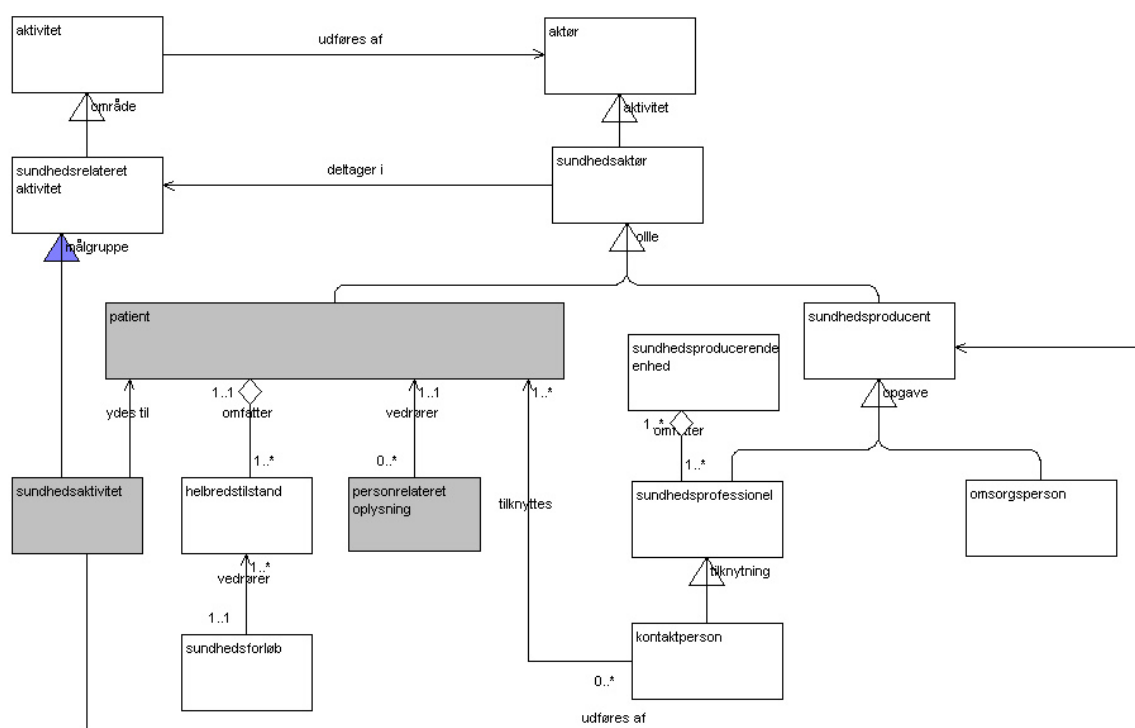 aktivitet
udføres af
aktør
område
aktivitet
sundhedsrelateret
aktivitet
deltager i
sundhedsaktør
målgruppe
ollle
patient
sundhedsproducent
sundhedsproducerende
enhed
1..1
1..1
1..*
ydes til
omfatter
vedrører
opgave
1..*
omfatter
1..*
0..*
1..*
sundhedsaktivitet
helbredstilstand
personrelateret
oplysning
tilknyttes
sundhedsprofessionel
omsorgsperson
1..*
vedrører
tilknytning
1..1
sundhedsforløb
kontaktperson
0..*
udføres af